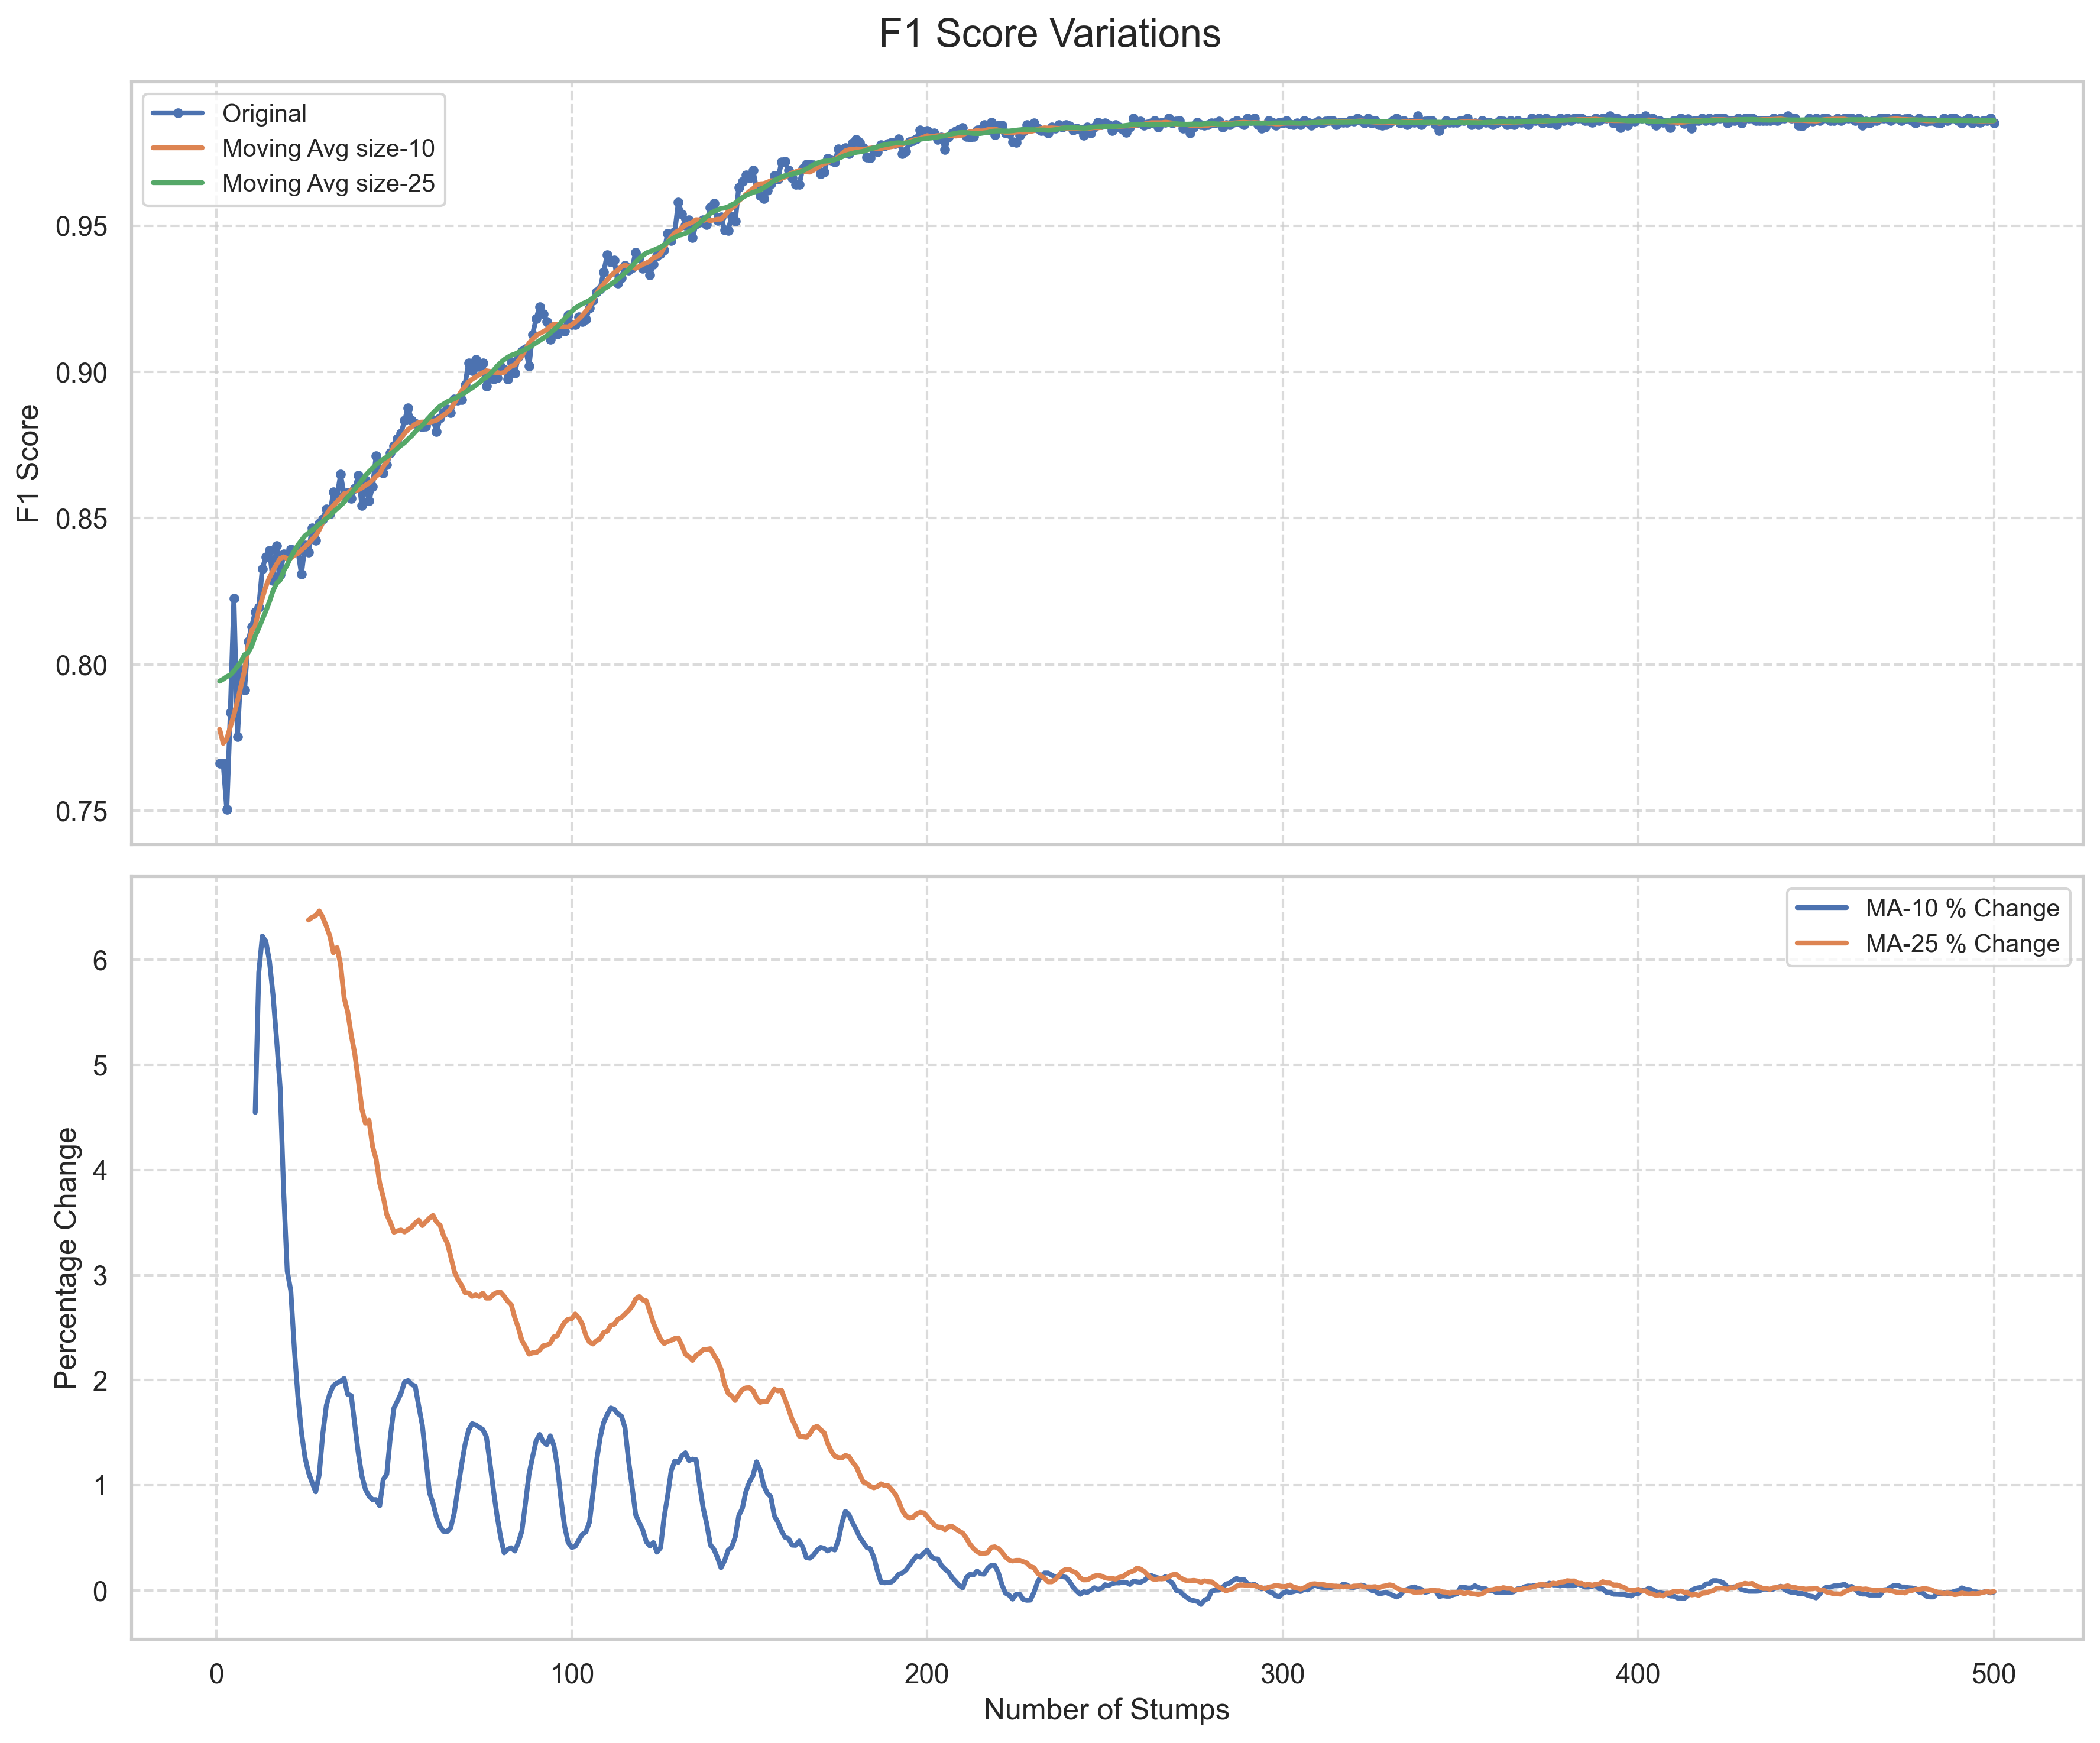 F1 Score Variations
Original
Moving Avg size-10
Moving Avg size-25
F1 Score
0.95
0.90
0.85
0.80
0.75
MA-10 % Change
MA-25 % Change
Percentage Change
6
5
4
3
2
1
0
0 100 200 300 400 500
Number of Stumps